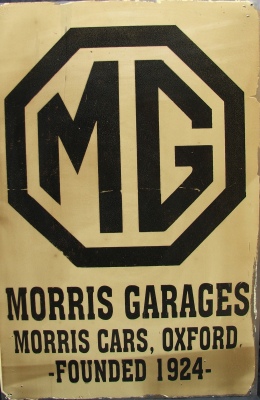 MG
MORRIS GARAGES
MORRIS CARS, OXFORD.
-FOUNDED 1924-